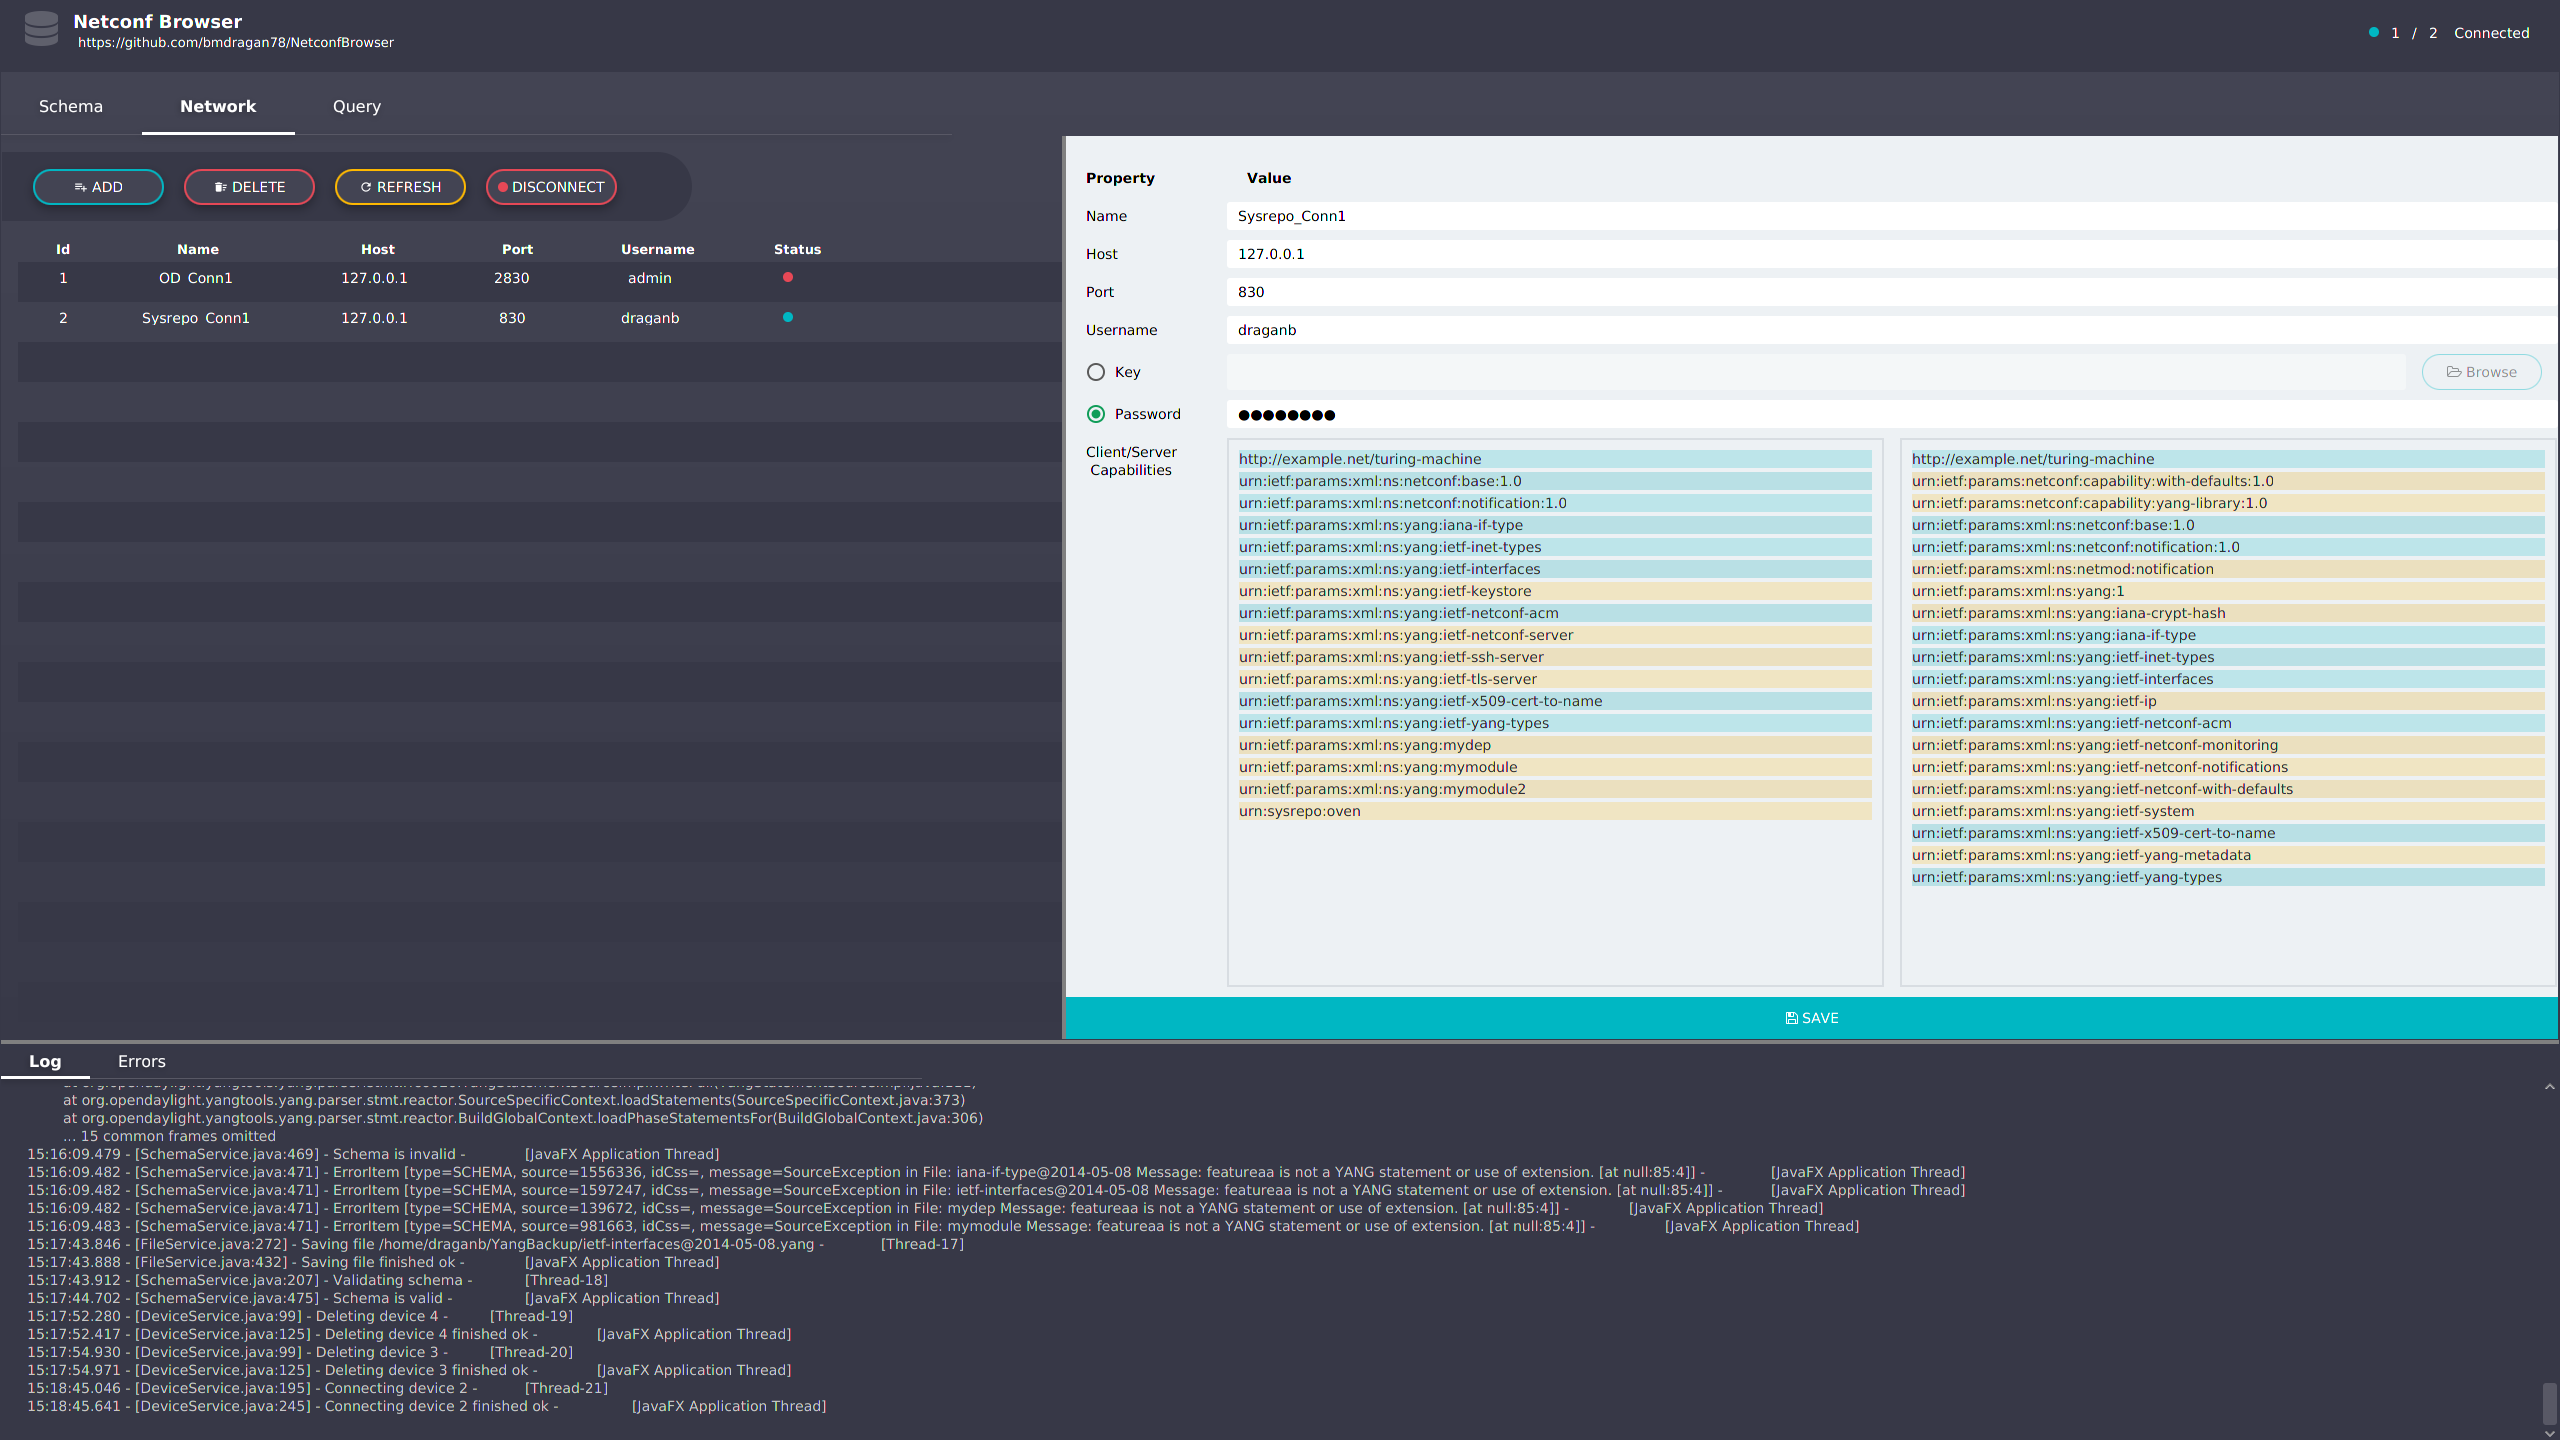 Netconf Browser
https://github.com/bmdragan78/NetconfBrowser
1 / 2 Connected
Schema Network Query
ADD DELETE REFRESH DISCONNECT
Id Name Host Port Username Status
1 OD_Conn1 127.0.0.1 2830 admin
2 Sysrepo_Conn1 127.0.0.1 830 draganb
Property Value
Name Sysrepo_Conn1
Host 127.0.0.1
Port 830
Username draganb
Key Browse
Password ●●●●●●●●
Client/Server
Capabilities
http://example.net/turing-machine
urn:ietf:params:xml:ns:netconf:base:1.0
urn:ietf:params:xml:ns:netconf:notification:1.0
urn:ietf:params:xml:ns:yang:iana-if-type
urn:ietf:params:xml:ns:yang:ietf-inet-types
urn:ietf:params:xml:ns:yang:ietf-interfaces
urn:ietf:params:xml:ns:yang:ietf-keystore
urn:ietf:params:xml:ns:yang:ietf-netconf-acm
urn:ietf:params:xml:ns:yang:ietf-netconf-server
urn:ietf:params:xml:ns:yang:ietf-ssh-server
urn:ietf:params:xml:ns:yang:ietf-tls-server
urn:ietf:params:xml:ns:yang:ietf-x509-cert-to-name
urn:ietf:params:xml:ns:yang:ietf-yang-types
urn:ietf:params:xml:ns:yang:mydep
urn:ietf:params:xml:ns:yang:mymodule
urn:ietf:params:xml:ns:yang:mymodule2
urn:sysrepo:oven
http://example.net/turing-machine
urn:ietf:params:netconf:capability:with-defaults:1.0
urn:ietf:params:netconf:capability:yang-library:1.0
urn:ietf:params:xml:ns:netconf:base:1.0
urn:ietf:params:xml:ns:netconf:notification:1.0
urn:ietf:params:xml:ns:netmod:notification
urn:ietf:params:xml:ns:yang:1
urn:ietf:params:xml:ns:yang:iana-crypt-hash
urn:ietf:params:xml:ns:yang:iana-if-type
urn:ietf:params:xml:ns:yang:ietf-inet-types
urn:ietf:params:xml:ns:yang:ietf-interfaces
urn:ietf:params:xml:ns:yang:ietf-ip
urn:ietf:params:xml:ns:yang:ietf-netconf-acm
urn:ietf:params:xml:ns:yang:ietf-netconf-monitoring
urn:ietf:params:xml:ns:yang:ietf-netconf-notifications
urn:ietf:params:xml:ns:yang:ietf-netconf-with-defaults
urn:ietf:params:xml:ns:yang:ietf-system
urn:ietf:params:xml:ns:yang:ietf-x509-cert-to-name
urn:ietf:params:xml:ns:yang:ietf-yang-metadata
urn:ietf:params:xml:ns:yang:ietf-yang-types
SAVE
Log Errors
at org.opendaylight.yangtools.yang.parser.stmt.reactor.SourceSpecificContext.loadStatements(SourceSpecificContext.java:373)
at org.opendaylight.yangtools.yang.parser.stmt.reactor.BuildGlobalContext.loadPhaseStatementsFor(BuildGlobalContext.java:306)
... 15 common frames omitted
15:16:09.479 - [SchemaService.java:469] - Schema is invalid - [JavaFX Application Thread]
15:16:09.482 - [SchemaService.java:471] - ErrorItem [type=SCHEMA, source=1556336, idCss=, message=SourceException in File: iana-if-type@2014-05-08 Message: featureaa is not a YANG statement or use of extension. [at null:85:4]] - [JavaFX Application Thread]
15:16:09.482 - [SchemaService.java:471] - ErrorItem [type=SCHEMA, source=1597247, idCss=, message=SourceException in File: ietf-interfaces@2014-05-08 Message: featureaa is not a YANG statement or use of extension. [at null:85:4]] - [JavaFX Application Thread]
15:16:09.482 - [SchemaService.java:471] - ErrorItem [type=SCHEMA, source=139672, idCss=, message=SourceException in File: mydep Message: featureaa is not a YANG statement or use of extension. [at null:85:4]] - [JavaFX Application Thread]
15:16:09.483 - [SchemaService.java:471] - ErrorItem [type=SCHEMA, source=981663, idCss=, message=SourceException in File: mymodule Message: featureaa is not a YANG statement or use of extension. [at null:85:4]] - [JavaFX Application Thread]
15:17:43.846 - [FileService.java:272] - Saving file /home/draganb/YangBackup/ietf-interfaces@2014-05-08.yang - [Thread-17]
15:17:43.888 - [FileService.java:432] - Saving file finished ok - [JavaFX Application Thread]
15:17:43.912 - [SchemaService.java:207] - Validating schema - [Thread-18]
15:17:44.702 - [SchemaService.java:475] - Schema is valid - [JavaFX Application Thread]
15:17:52.280 - [DeviceService.java:99] - Deleting device 4 - [Thread-19]
15:17:52.417 - [DeviceService.java:125] - Deleting device 4 finished ok - [JavaFX Application Thread]
15:17:54.930 - [DeviceService.java:99] - Deleting device 3 - [Thread-20]
15:17:54.971 - [DeviceService.java:125] - Deleting device 3 finished ok - [JavaFX Application Thread]
15:18:45.046 - [DeviceService.java:195] - Connecting device 2 - [Thread-21]
15:18:45.641 - [DeviceService.java:245] - Connecting device 2 finished ok - [JavaFX Application Thread]